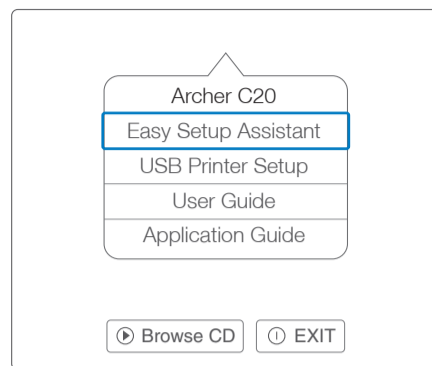 Archer C20
Easy Setup Assistant
USB Printer Setup
User Guide
Application Guide
Browse CD EXIT